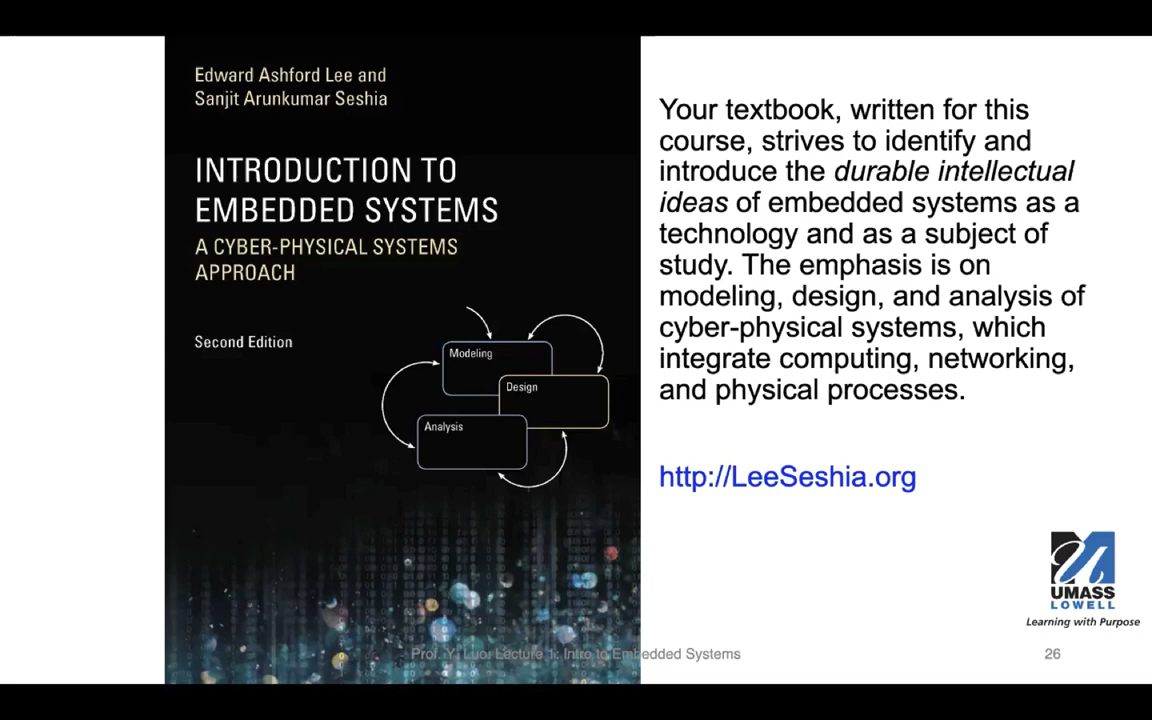 Edward Ashford Lee and
Sanjit Arunkumar Seshia
INTRODUCTION TO
EMBEDDED SYSTEMS
A CYBER-PHYSICAL SYSTEMS
APPROACH
Second Edition
Modeling
Design
Analysis
Your textbook, written for this
course, strives to identify and
introduce the durable intellectual
ideas of embedded systems as a
technology and as a subject of
study. The emphasis is on
modeling, design, and analysis of
cyber-physical systems, which
integrate computing, networking,
and physical processes.
http://LeeSeshia.org
UMASS
LOWELL
Learning with Purpose
Prof. Y. Luo: Lecture 1: Intro to Embedded Systems
26